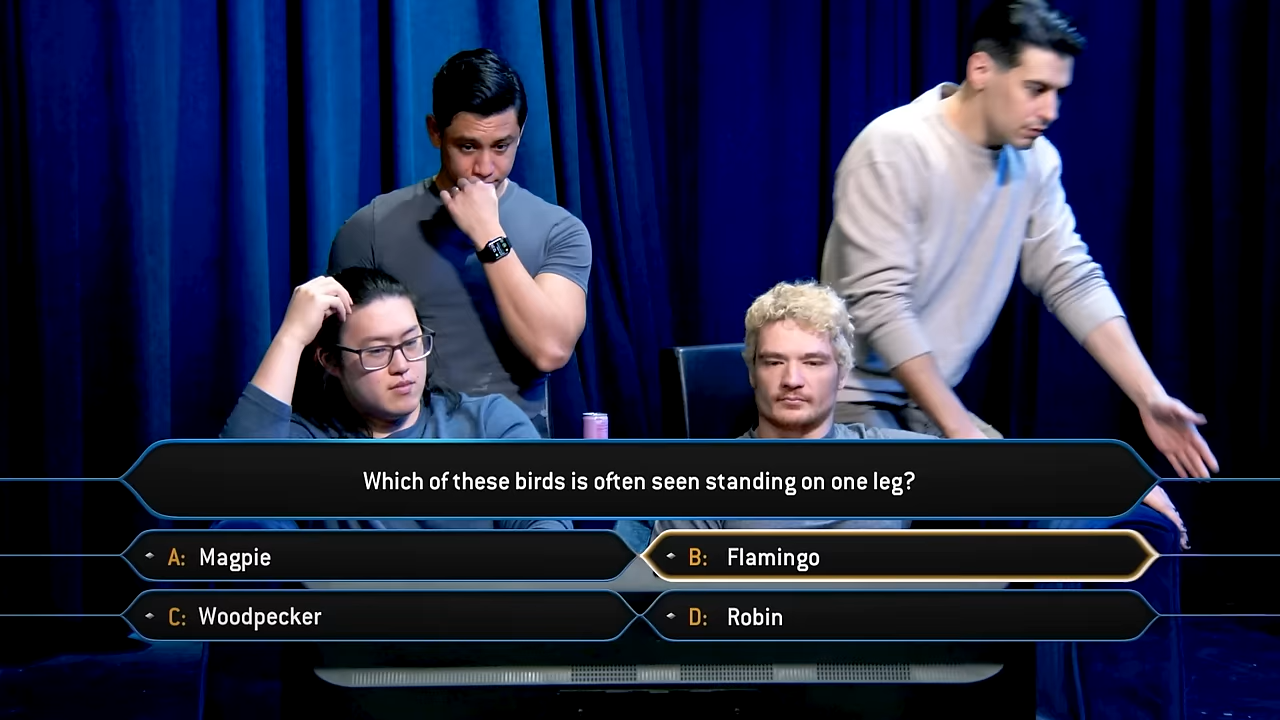 Which of these birds is often seen standing on one leg?
A: Magpie
B: Flamingo
C: Woodpecker
D: Robin